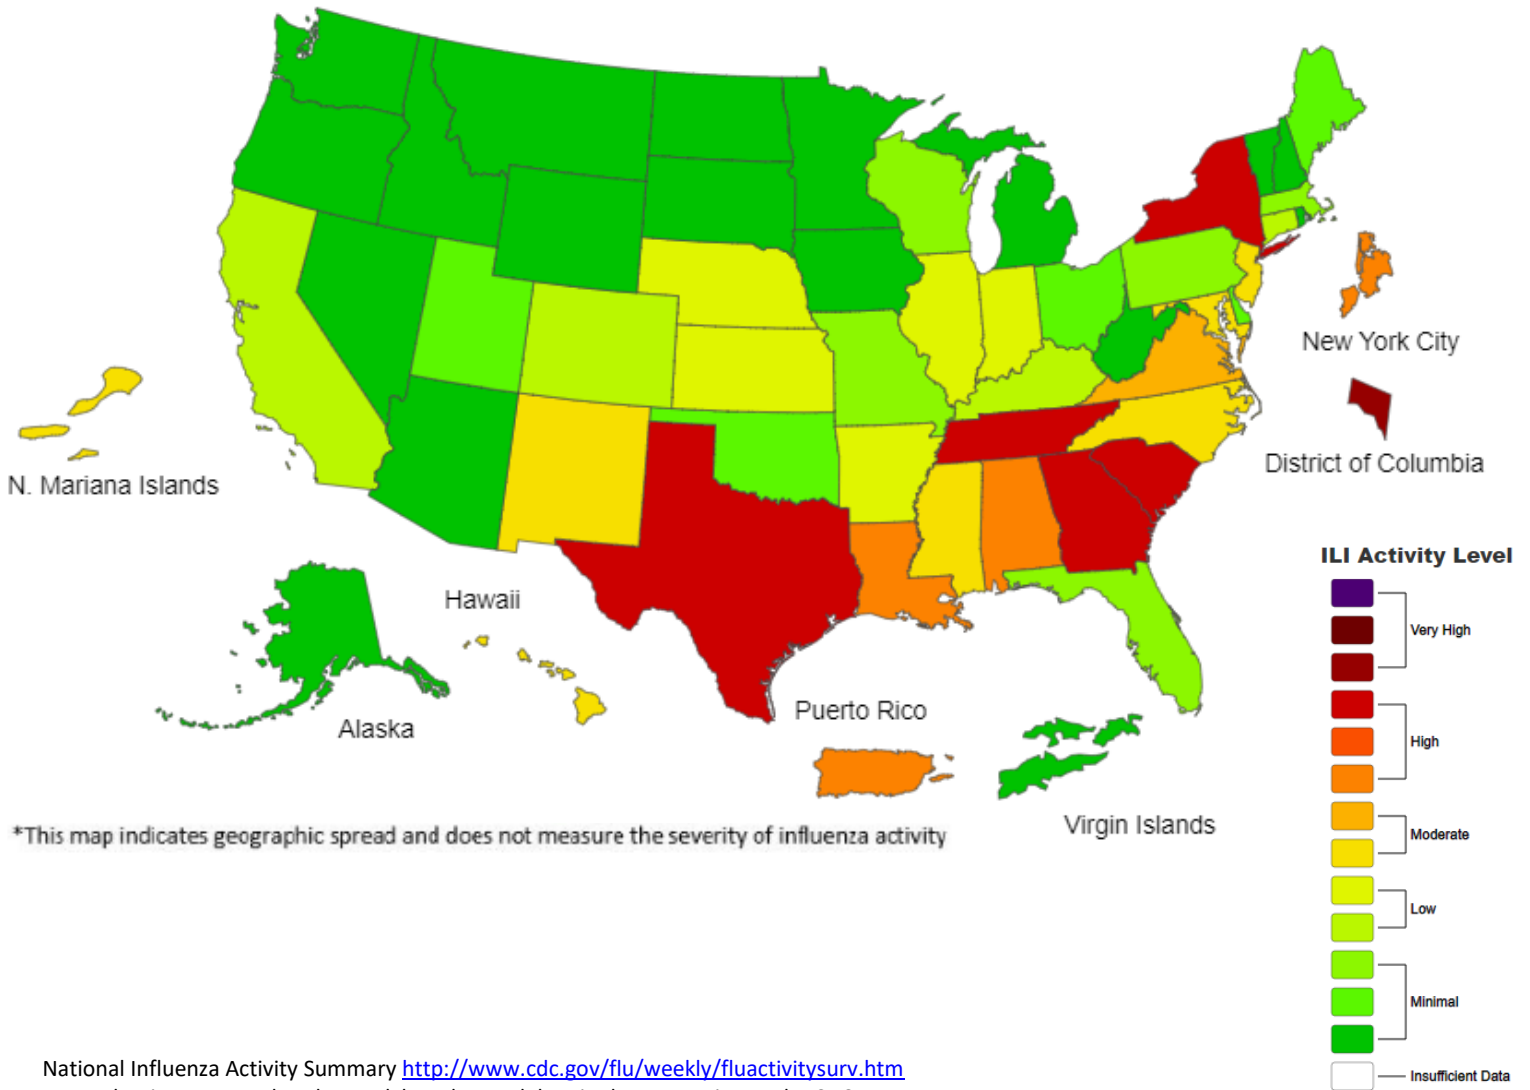 New York City
District of Columbia
N. Mariana Islands
ILI Activity Level
Hawaii
Very High
Puerto Rico
Alaska
High
Virgin Islands
*This map indicates geographic spread and does not measure the severity of influenza activity
Moderate
Low
Minimal
National Influenza Activity Summary http://www.cdc.gov/flu/weekly/fluactivitysurv.htm
Insufficient Data